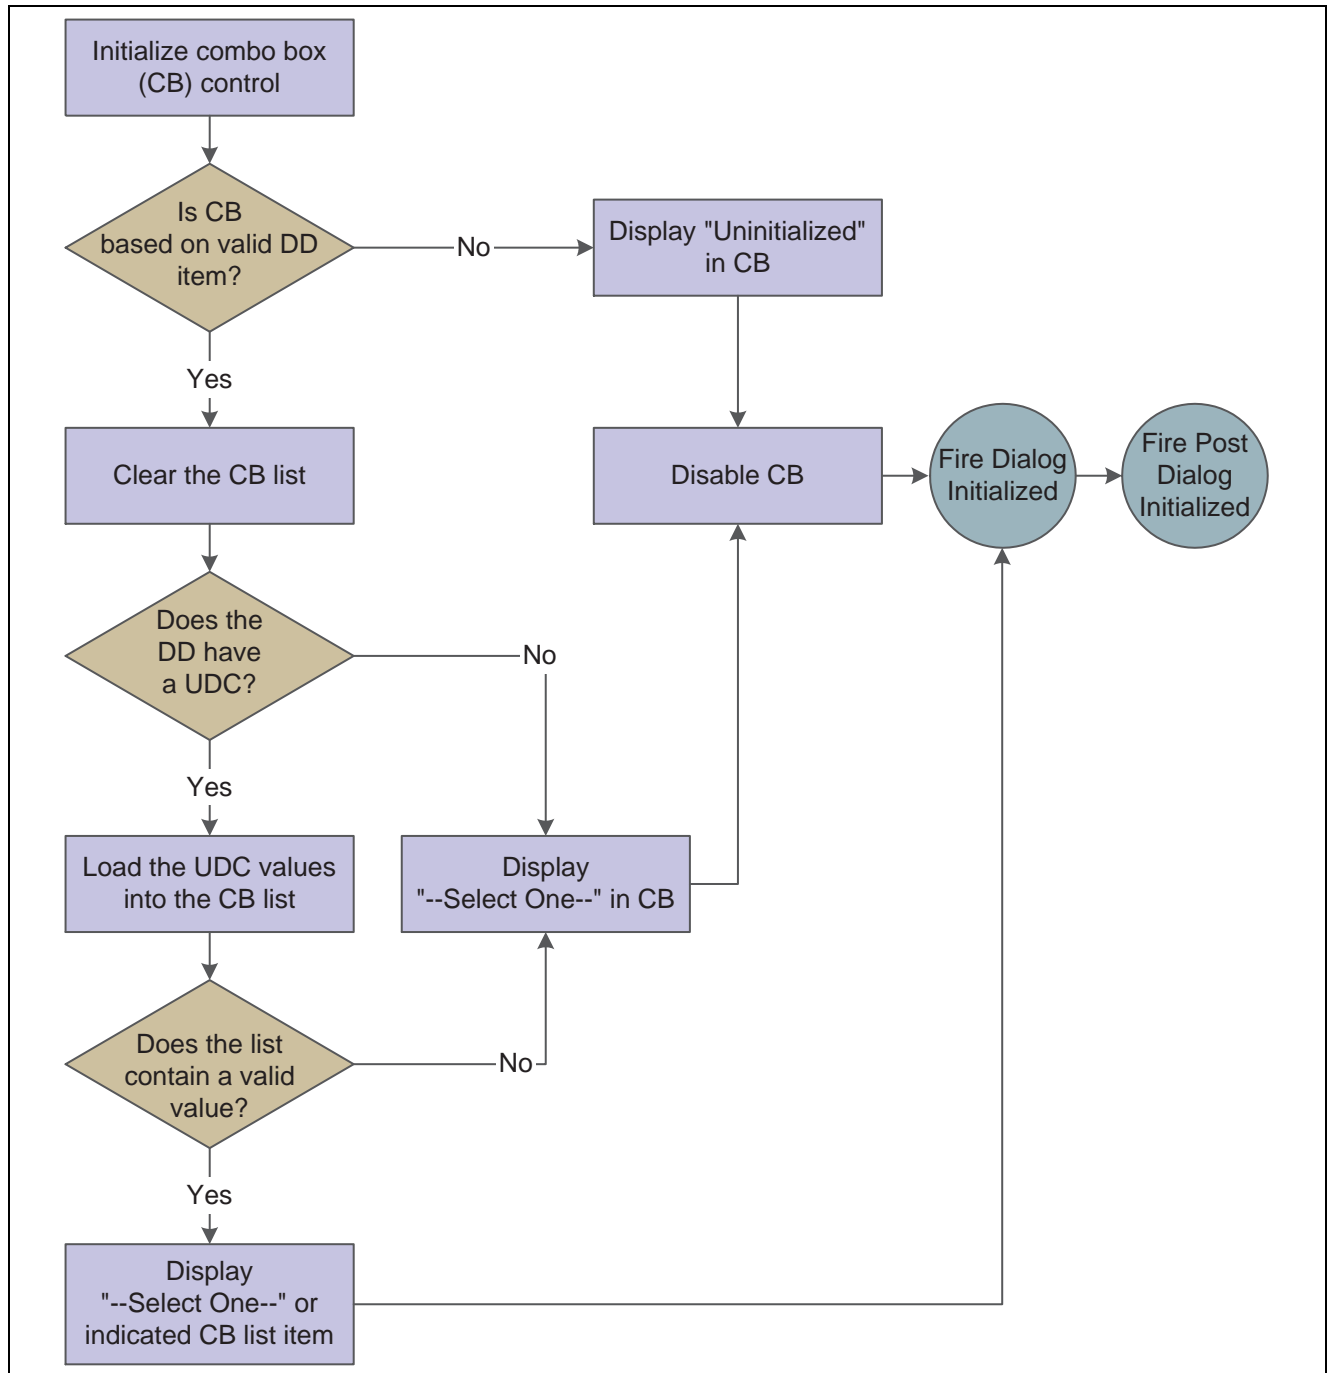 Initialize combo box
(CB) control
Is CB
based on valid DD
item?
No
Display "Uninitialized"
in CB
Yes
Clear the CB list
Disable CB
Fire Dialog
Initialized
Fire Post
Dialog
Initialized
Does the
DD have
a UDC?
No
Yes
Load the UDC values
into the CB list
Display
"--Select One--" in CB
Does the list
contain a valid
value?
No
Yes
Display
"--Select One--" or
indicated CB list item